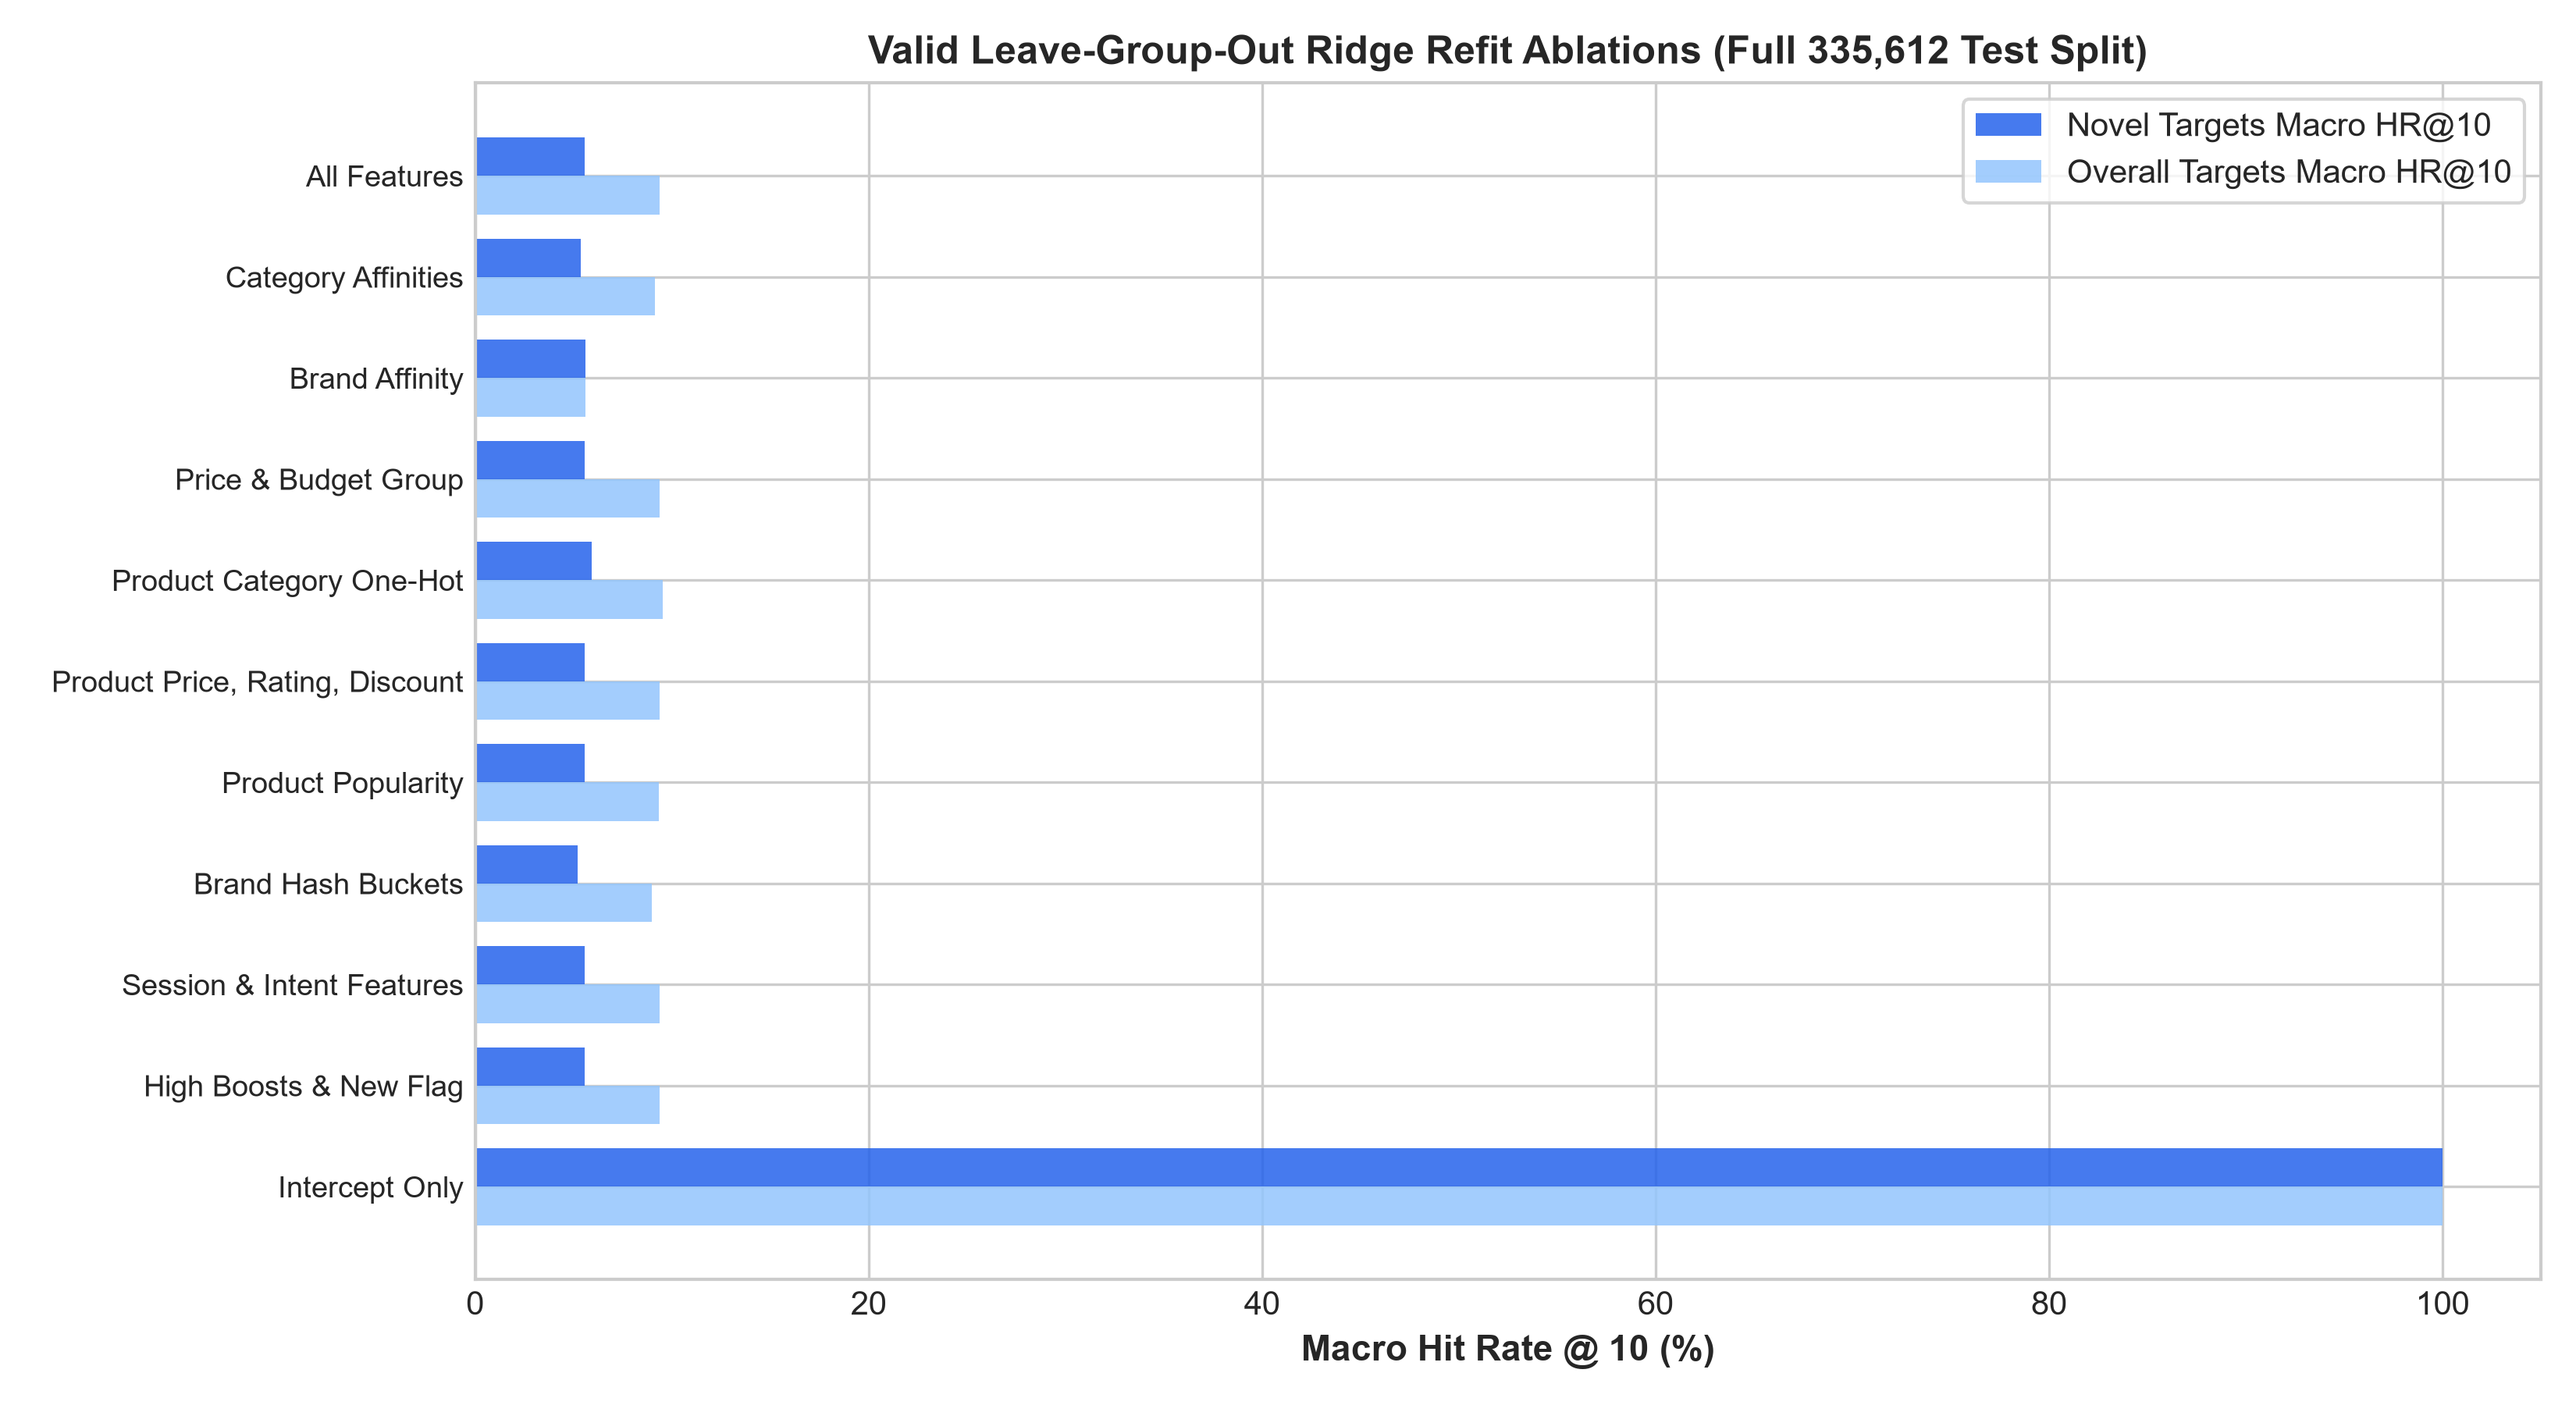 Valid Leave-Group-Out Ridge Refit Ablations (Full 335,612 Test Split)
Novel Targets Macro HR@10
Overall Targets Macro HR@10
All Features
Category Affinities
Brand Affinity
Price & Budget Group
Product Category One-Hot
Product Price, Rating, Discount
Product Popularity
Brand Hash Buckets
Session & Intent Features
High Boosts & New Flag
Intercept Only
0 20 40 60 80 100
Macro Hit Rate @ 10 (%)